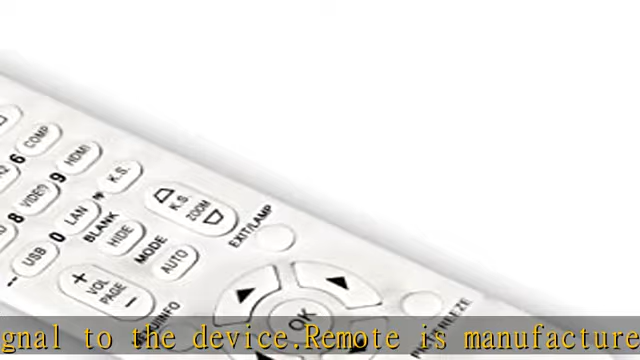 COMP
6
HDMI
9
K.S.
VIDEO
8
LAN
0
USB
--
BLANK
HIDE
K.S.
ZOOM
MODE
AUTO
EXIT/LAMP
+
VOL
PAGE
-
OK
gnal to the device.Remote is manufacture